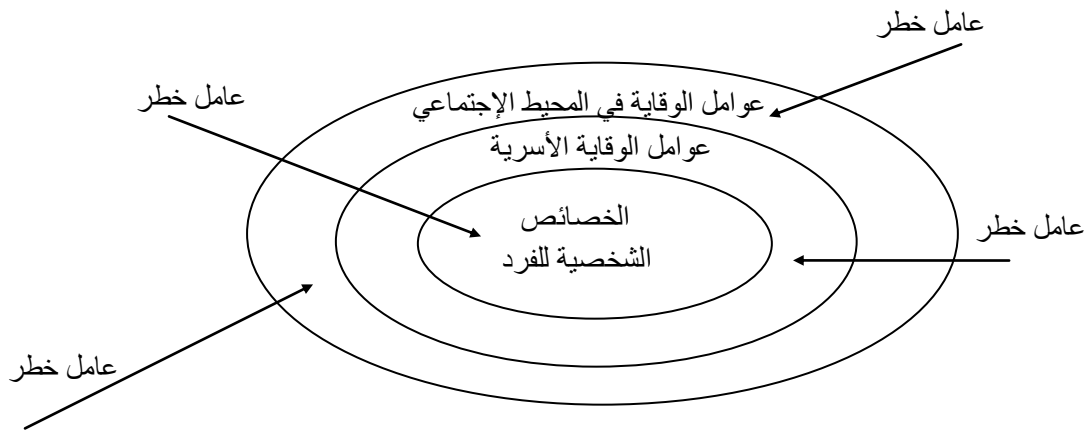 عامل خطر
عوامل الوقاية في المحيط الإجتماعي
عامل خطر
عوامل الوقاية الأسرية
الخصائص
الشخصية للفرد
عامل خطر
عامل خطر